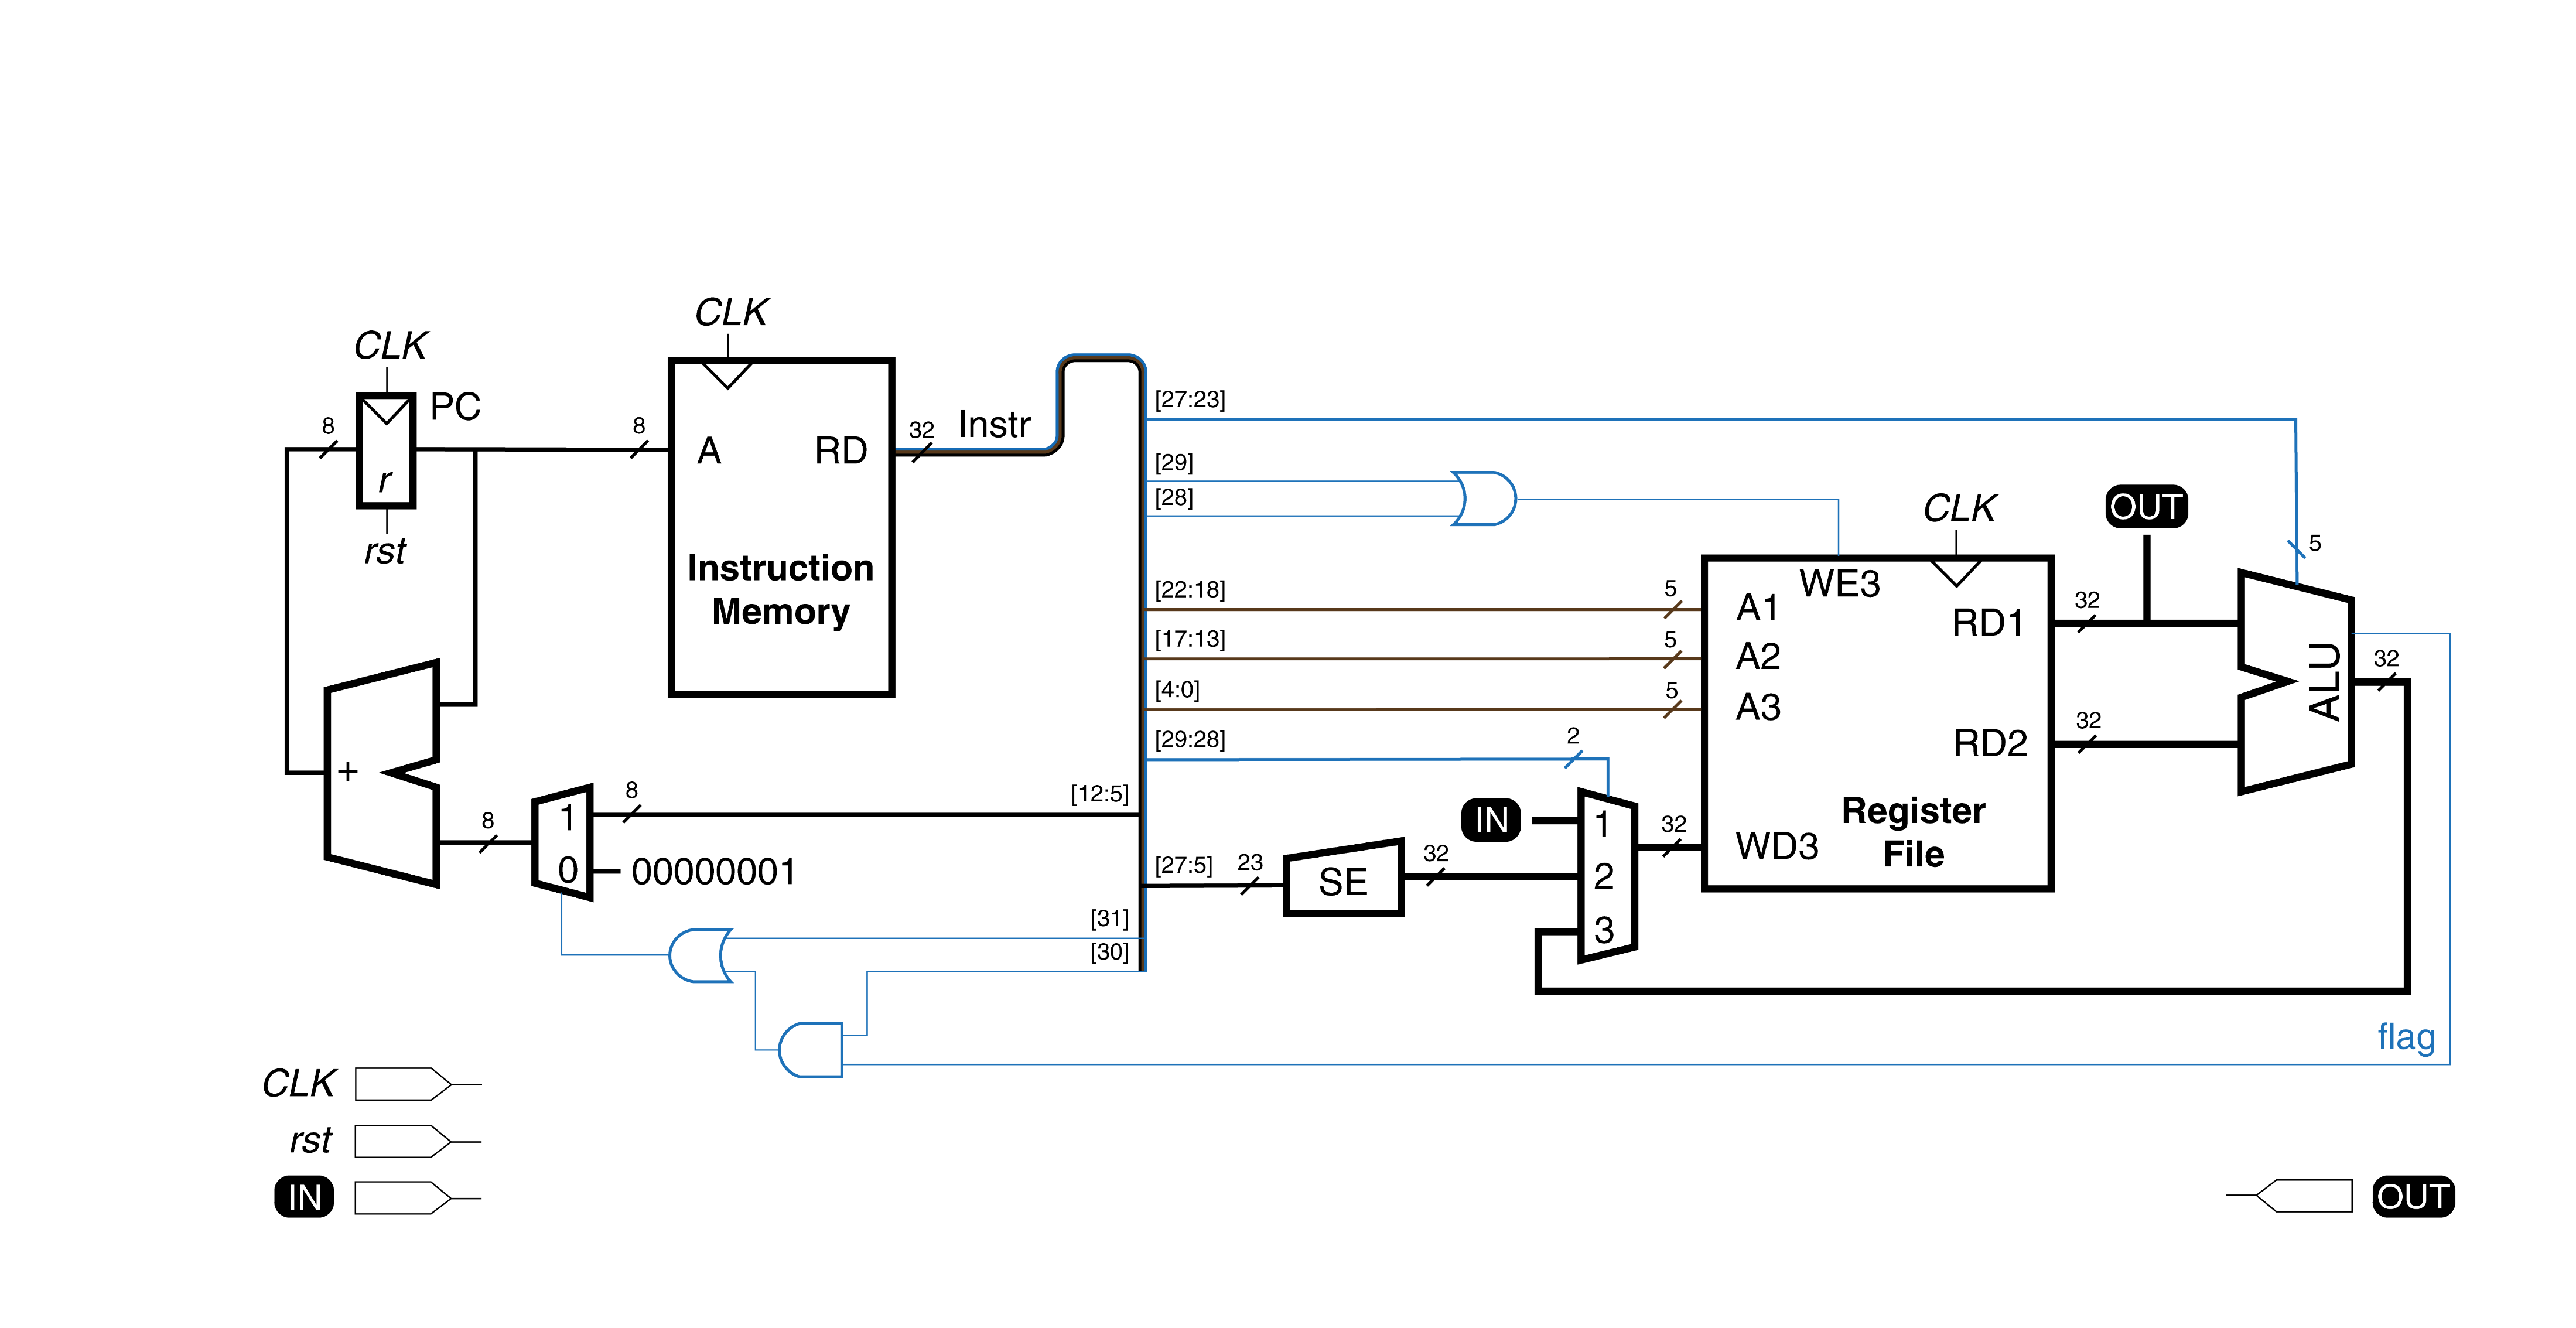 CLK
CLK
PC
8
8
r
rst
A
RD
32
Instr
Instruction
Memory
[27:23]
[29]
[28]
[22:18]
5
[17:13]
5
[4:0]
5
[29:28]
2
[12:5]
8
[27:5]
23
[31]
[30]
+
8
1
0
00000001
SE
32
IN
1
2
3
32
CLK
WE3
A1
A2
A3
WD3
RD1
RD2
Register
File
32
32
OUT
5
ALU
32
flag
CLK
rst
IN
OUT